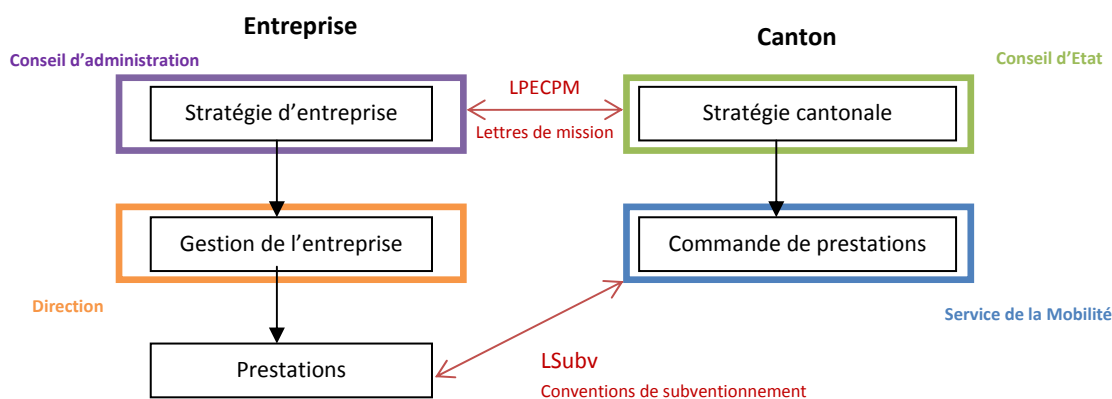 Entreprise
Canton
Conseil d’administration
Conseil d’Etat
Stratégie d’entreprise
LPECPM
Lettres de mission
Stratégie cantonale
Gestion de l’entreprise
Commande de prestations
Direction
Service de la Mobilité
Prestations
LSubv
Conventions de subventionnement